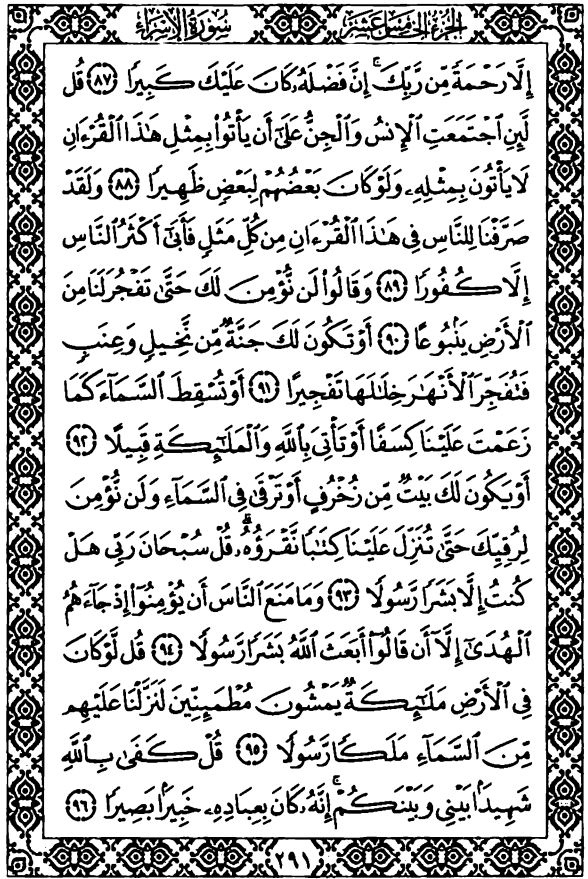 الجزء الخامس عشر
سورة الإسراء
إِلَّا رَحْمَةً مِّن رَّبِّكَ ۚ إِنَّ فَضْلَهُۥ كَانَ عَلَيْكَ كَبِيرًا ٨٧ قُل
لَّئِنِ ٱجْتَمَعَتِ ٱلْإِنسُ وَٱلْجِنُّ عَلَىٰٓ أَن يَأْتُوا۟ بِمِثْلِ هَٰذَا ٱلْقُرْءَانِ
لَا يَأْتُونَ بِمِثْلِهِۦ وَلَوْ كَانَ بَعْضُهُمْ لِبَعْضٍ ظَهِيرًا ٨٨ وَلَقَدْ
صَرَّفْنَا لِلنَّاسِ فِى هَٰذَا ٱلْقُرْءَانِ مِن كُلِّ مَثَلٍ فَأَبَىٰٓ أَكْثَرُ ٱلنَّاسِ
إِلَّا كُفُورًا ٨٩ وَقَالُوا۟ لَن نُّؤْمِنَ لَكَ حَتَّىٰ تَفْجُرَ لَنَا مِنَ
ٱلْأَرْضِ يَنۢبُوعًا ٩٠ أَوْ تَكُونَ لَكَ جَنَّةٌ مِّن نَّخِيلٍ وَعِنَبٍ
فَتُفَجِّرَ ٱلْأَنْهَٰرَ خِلَٰلَهَا تَفْجِيرًا ٩١ أَوْ تُسْقِطَ ٱلسَّمَآءَ كَمَا
زَعَمْتَ عَلَيْنَا كِسَفًا أَوْ تَأْتِىَ بِٱللَّهِ وَٱلْمَلَٰٓئِكَةِ قَبِيلًا ٩٢
أَوْ يَكُونَ لَكَ بَيْتٌ مِّن زُخْرُفٍ أَوْ تَرْقَىٰ فِى ٱلسَّمَآءِ وَلَن نُّؤْمِنَ
لِرُقِيِّكَ حَتَّىٰ تُنَزِّلَ عَلَيْنَا كِتَٰبًا نَّقْرَؤُهُۥ ۗ قُلْ سُبْحَانَ رَبِّى هَلْ
كُنتُ إِلَّا بَشَرًا رَّسُولًا ٩٣ وَمَا مَنَعَ ٱلنَّاسَ أَن يُؤْمِنُوٓا۟ إِذْ جَآءَهُمُ
ٱلْهُدَىٰٓ إِلَّآ أَن قَالُوٓا۟ أَبَعَثَ ٱللَّهُ بَشَرًا رَّسُولًا ٩٤ قُل لَّوْ كَانَ
فِى ٱلْأَرْضِ مَلَٰٓئِكَةٌ يَمْشُونَ مُطْمَئِنِّينَ لَنَزَّلْنَا عَلَيْهِم
مِّنَ ٱلسَّمَآءِ مَلَكًا رَّسُولًا ٩٥ قُلْ كَفَىٰ بِٱللَّهِ
شَهِيدًۢا بَيْنِى وَبَيْنَكُمْ ۚ إِنَّهُۥ كَانَ بِعِبَادِهِۦ خَبِيرًۢا بَصِيرًا ٩٦
٢٩١